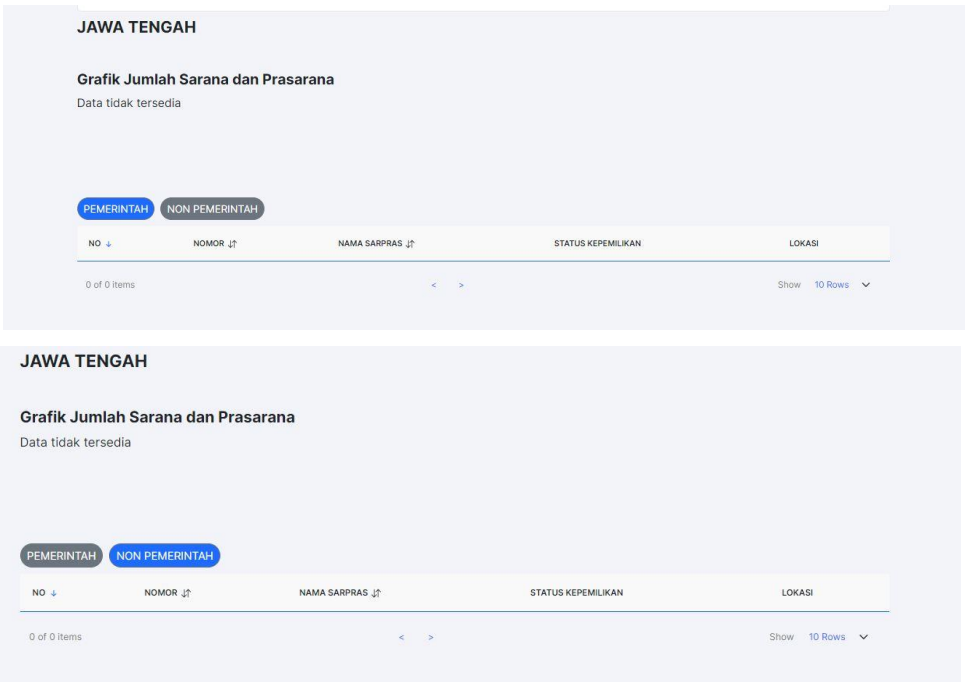 JAWA TENGAH
Grafik Jumlah Sarana dan Prasarana
Data tidak tersedia
PEMERINTAH NON PEMERINTAH
NO ↓ NOMOR ↓↑ NAMA SARPRAS ↓↑ STATUS KEPEMILIKAN LOKASI
0 of 0 items < > Show 10 Rows
JAWA TENGAH
Grafik Jumlah Sarana dan Prasarana
Data tidak tersedia
PEMERINTAH NON PEMERINTAH
NO ↓ NOMOR ↓↑ NAMA SARPRAS ↓↑ STATUS KEPEMILIKAN LOKASI
0 of 0 items < > Show 10 Rows